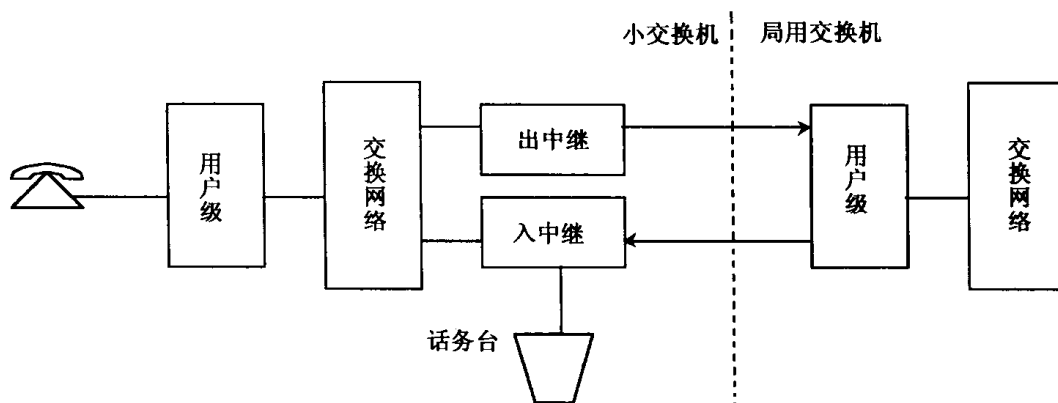 小交换机
局用交换机
用户级
交换网络
出中继
入中继
用户级
交换网络
话务台